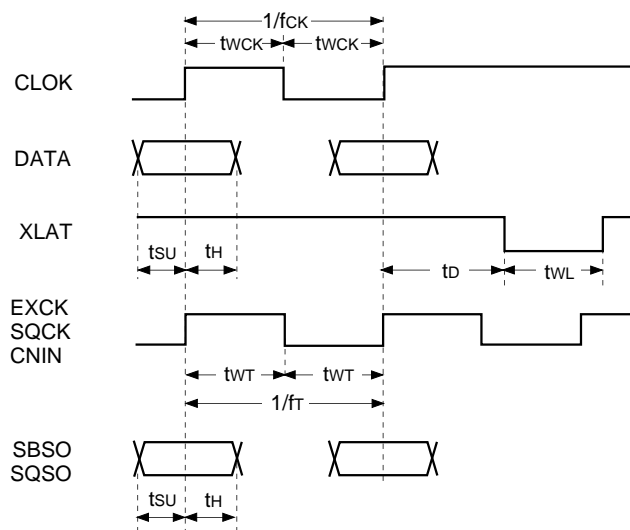 1/fCK
tWCK tWCK
CLOK
DATA
XLAT
tSU tH
tD tWL
EXCK
SQCK
CNIN
tWT tWT
1/fT
SBSO
SQSO
tSU tH